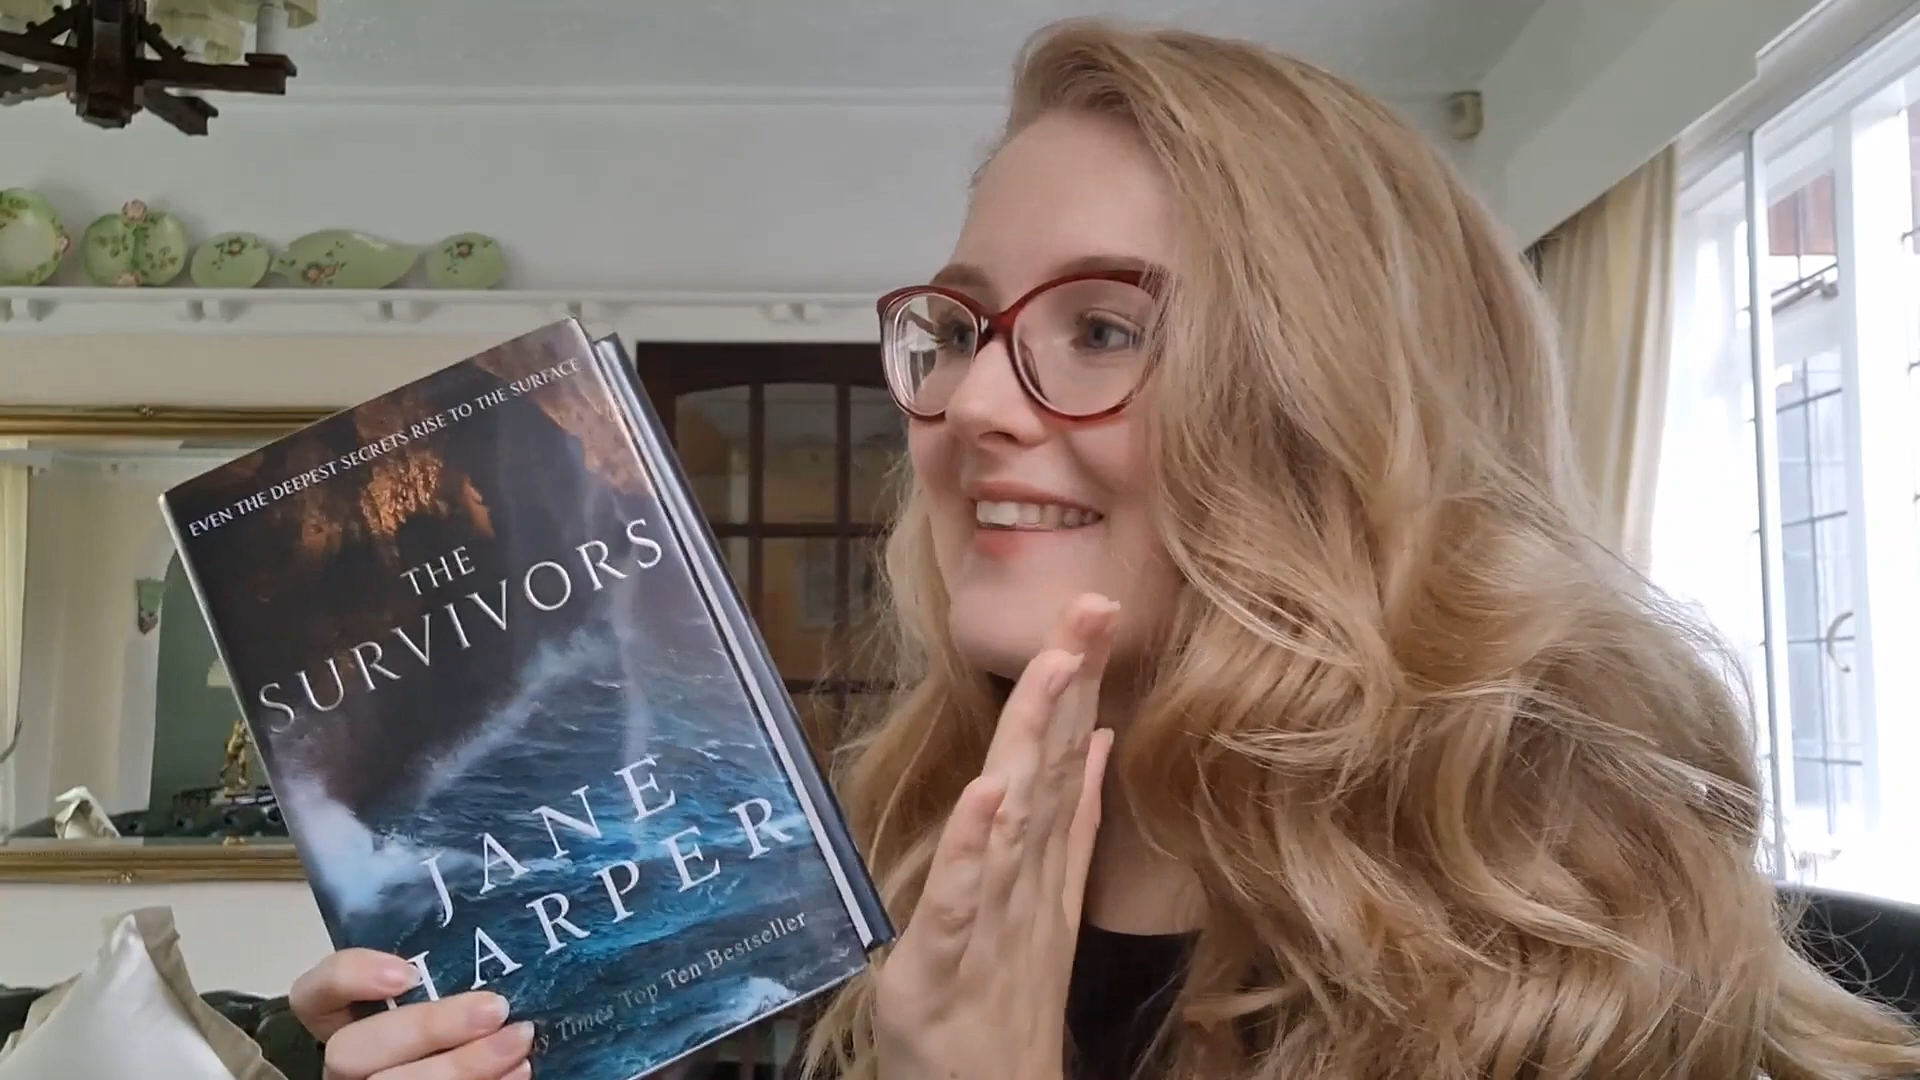 EVEN THE DEEPEST SECRETS RISE TO THE SURFACE
THE
SURVIVORS
JANE
HARPER
Times Top Ten Bestseller